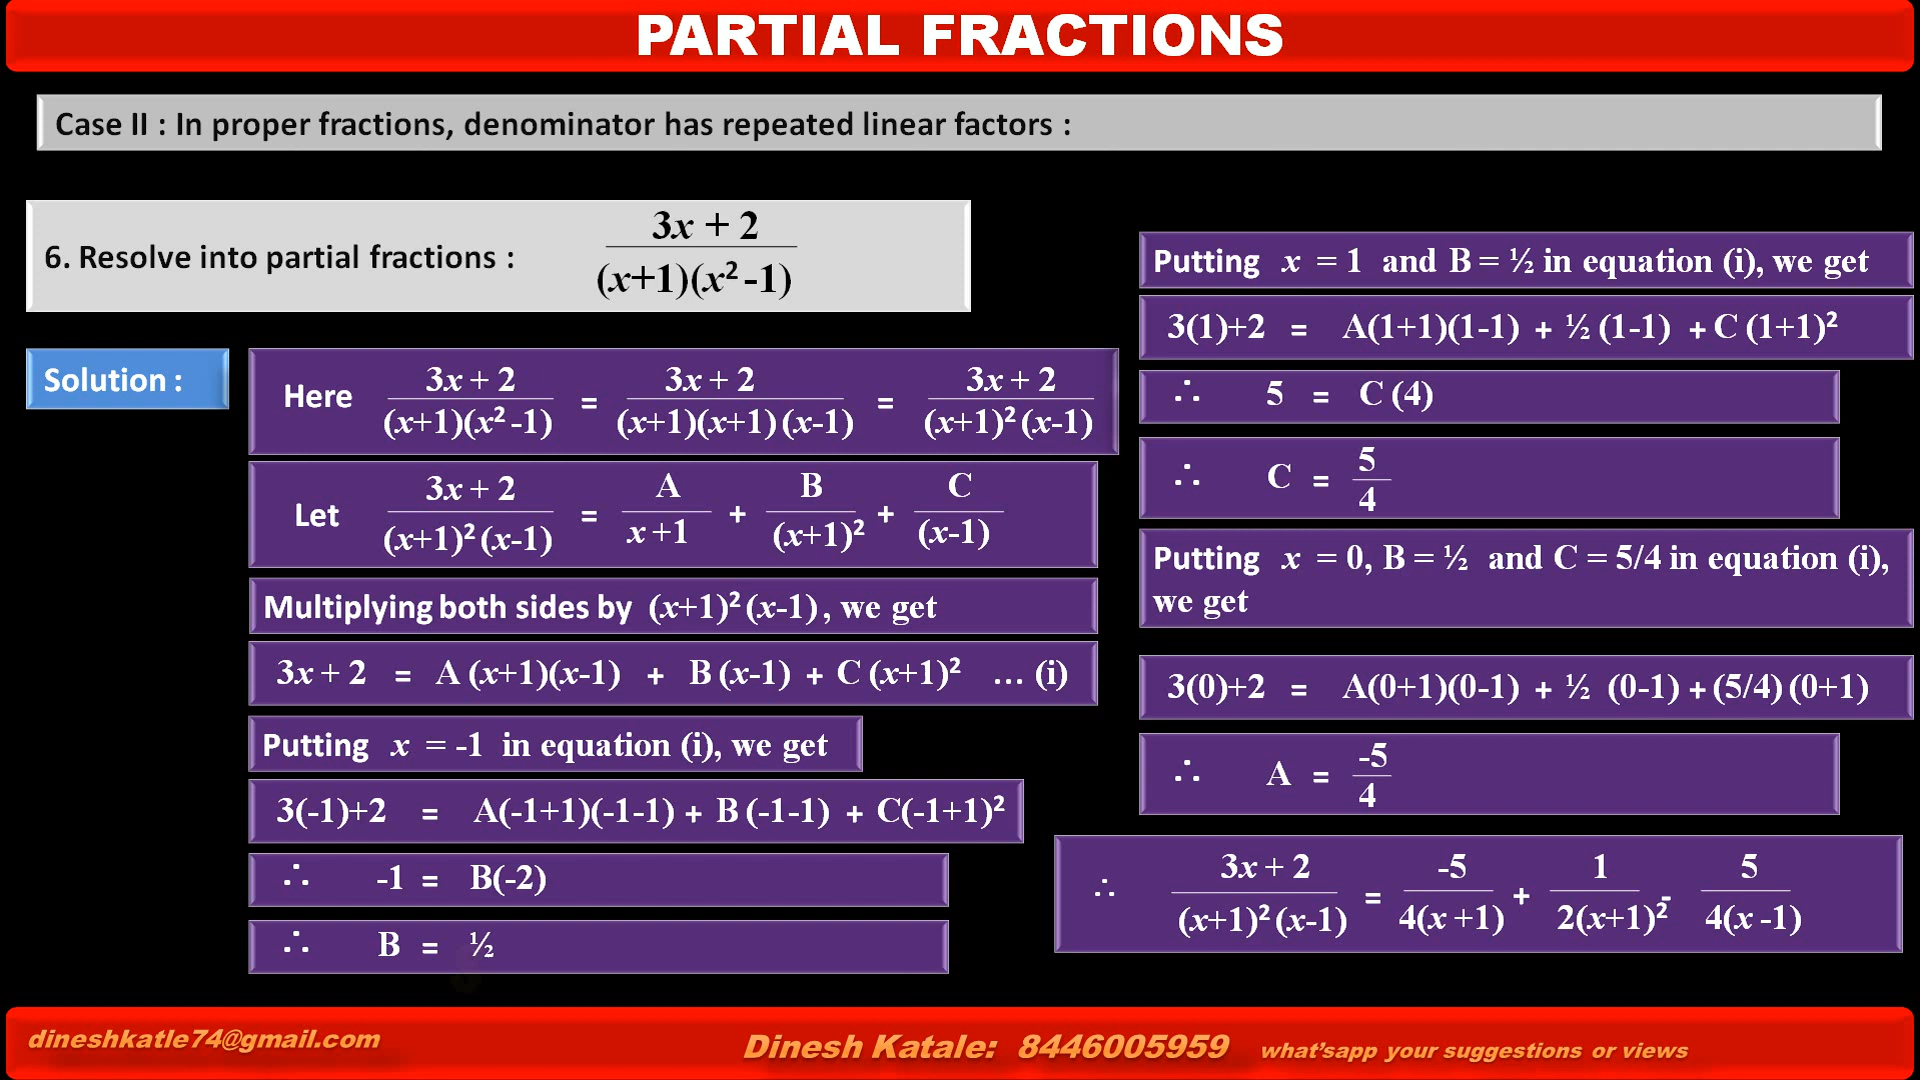 PARTIAL FRACTIONS
Case II : In proper fractions, denominator has repeated linear factors :
6. Resolve into partial fractions : (3x + 2)/((x+1)(x²-1))
Solution :
Here (3x + 2)/((x+1)(x²-1)) = (3x + 2)/((x+1)(x+1)(x-1)) = (3x + 2)/((x+1)²(x-1))
Let (3x + 2)/((x+1)²(x-1)) = A/(x+1) + B/(x+1)² + C/(x-1)
Multiplying both sides by (x+1)²(x-1), we get
3x + 2 = A (x+1)(x-1) + B (x-1) + C (x+1)² ... (i)
Putting x = -1 in equation (i), we get
3(-1)+2 = A(-1+1)(-1-1) + B (-1-1) + C(-1+1)²
∴ -1 = B(-2)
∴ B = ½
Putting x = 1 and B = ½ in equation (i), we get
3(1)+2 = A(1+1)(1-1) + ½ (1-1) + C (1+1)²
∴ 5 = C (4)
∴ C = 5/4
Putting x = 0, B = ½ and C = 5/4 in equation (i),
we get
3(0)+2 = A(0+1)(0-1) + ½ (0-1) + (5/4) (0+1)
∴ A = -5/4
∴ (3x + 2)/((x+1)²(x-1)) = -5/(4(x+1)) + 1/(2(x+1)²) - 5/(4(x-1))
dineshkatle74@gmail.com
Dinesh Katale: 8446005959 what'sapp your suggestions or views